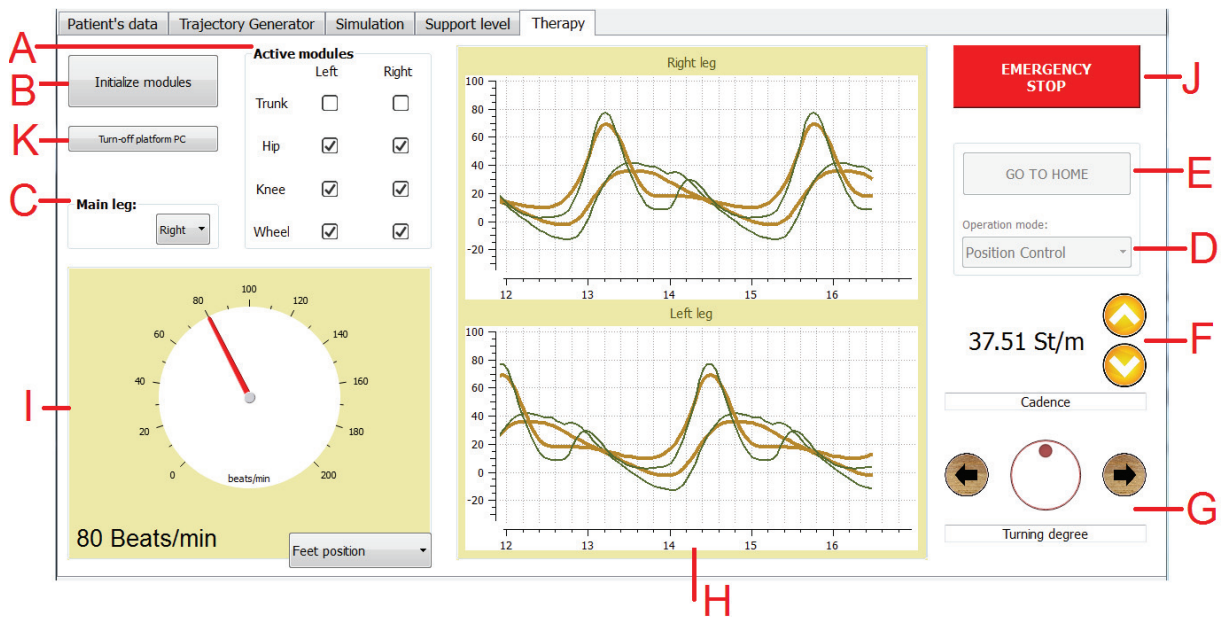 Patient's data Trajectory Generator Simulation Support level Therapy
A
B
K
C
I
Initialize modules
Turn-off platform PC
Main leg:
Right
Active modules
Left Right
Trunk
Hip
Knee
Wheel
0 20 40 60 80 100 120 140 160 180 200
beats/min
80 Beats/min
Feet position
Right leg
100
80
60
40
20
0
-20
12 13 14 15 16
Left leg
100
80
60
40
20
0
-20
12 13 14 15 16
H
EMERGENCY
STOP
J
GO TO HOME
E
Operation mode:
Position Control
D
37.51 St/m
F
Cadence
G
Turning degree